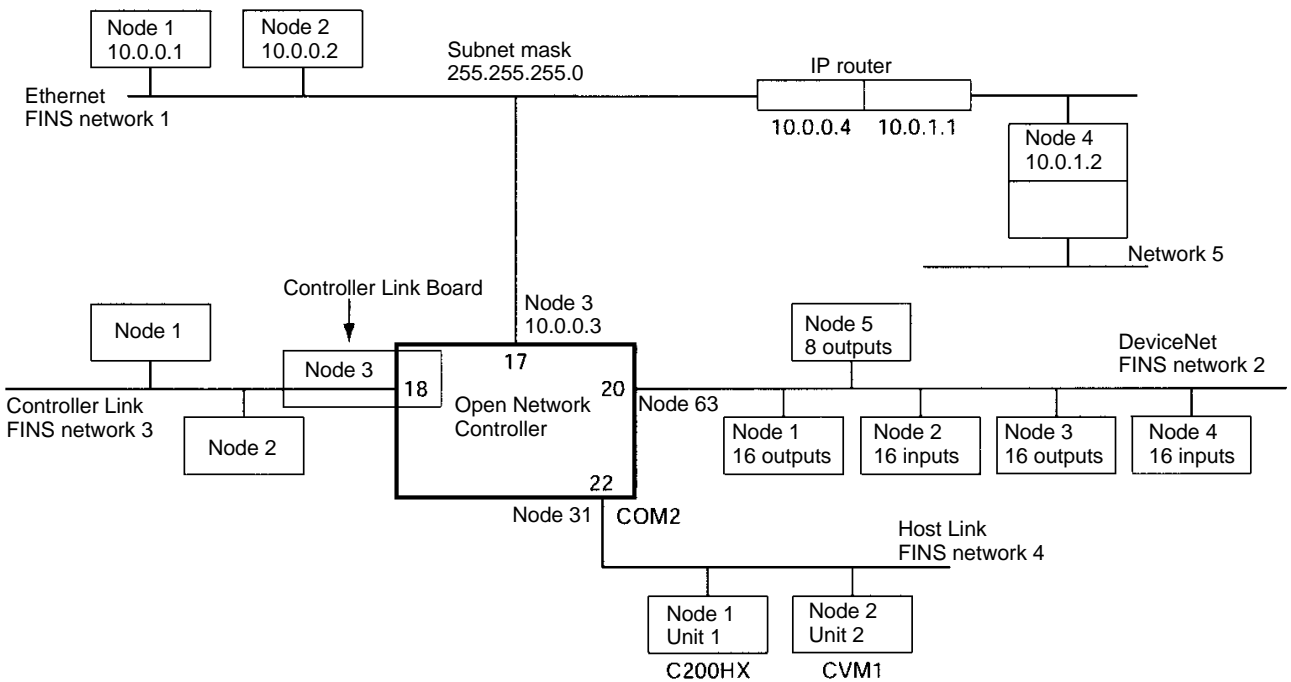 Node 1
10.0.0.1
Node 2
10.0.0.2
Subnet mask
255.255.255.0
IP router
Ethernet
FINS network 1
10.0.0.4
10.0.1.1
Node 4
10.0.1.2
Network 5
Controller Link Board
Node 3
10.0.0.3
Node 1
Node 5
8 outputs
DeviceNet
FINS network 2
Node 3
17
18
20
Open Network
Controller
Node 63
Controller Link
FINS network 3
Node 2
Node 1
16 outputs
Node 2
16 inputs
Node 3
16 outputs
Node 4
16 inputs
22
Node 31
COM2
Host Link
FINS network 4
Node 1
Unit 1
Node 2
Unit 2
C200HX
CVM1